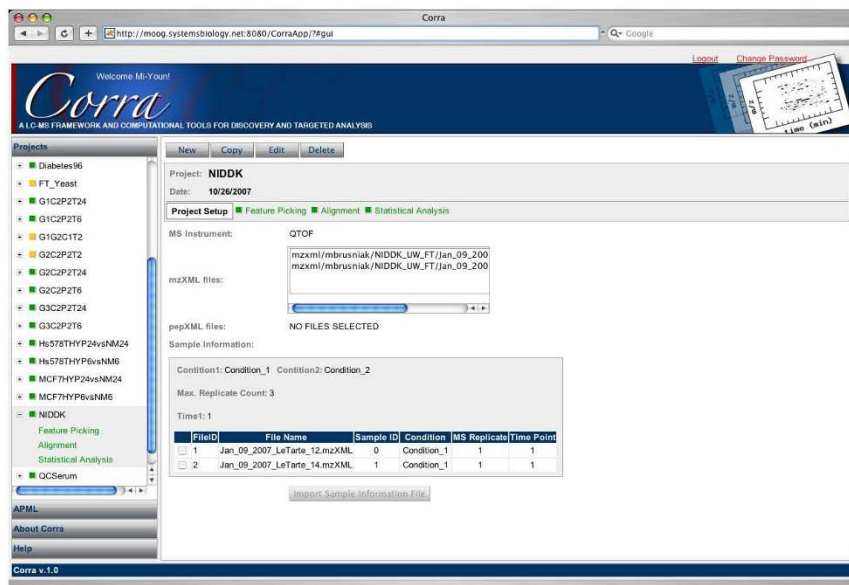 Corra
http://moog.systemsbiology.net:8080/CorraApp/?#gui
Google
Logout Change Password
Welcome Mi-Youn!
Corra
A LC-MS FRAMEWORK AND COMPUTATIONAL TOOLS FOR DISCOVERY AND TARGETED ANALYSIS
time (min)
Projects
Diabetes96
FT_Yeast
G1C2P2T24
G1C2P2T6
G1G2C1T2
G2C2P2T2
G2C2P2T24
G2C2P2T6
G3C2P2T24
G3C2P2T6
Hs578THYP24vsNM24
Hs578THYP6vsNM6
MCF7HYP24vsNM24
MCF7HYP6vsNM6
NIDDK
Feature Picking
Alignment
Statistical Analysis
QCSerum
APML
About Corra
Help
New Copy Edit Delete
Project: NIDDK
Date: 10/26/2007
Project Setup Feature Picking Alignment Statistical Analysis
MS Instrument: QTOF
mzXML files:
mzxml/mbrusniak/NIDDK_UW_FT/Jan_09_200
mzxml/mbrusniak/NIDDK_UW_FT/Jan_09_200
pepXML files: NO FILES SELECTED
Sample Information:
Contition1: Condition_1 Contition2: Condition_2
Max. Replicate Count: 3
Time1: 1
FileID File Name Sample ID Condition MS Replicate Time Point
1 Jan_09_2007_LeTarte_12.mzXML 0 Condition_1 1 1
2 Jan_09_2007_LeTarte_14.mzXML 1 Condition_1 1 1
Import Sample Information File
Corra v.1.0